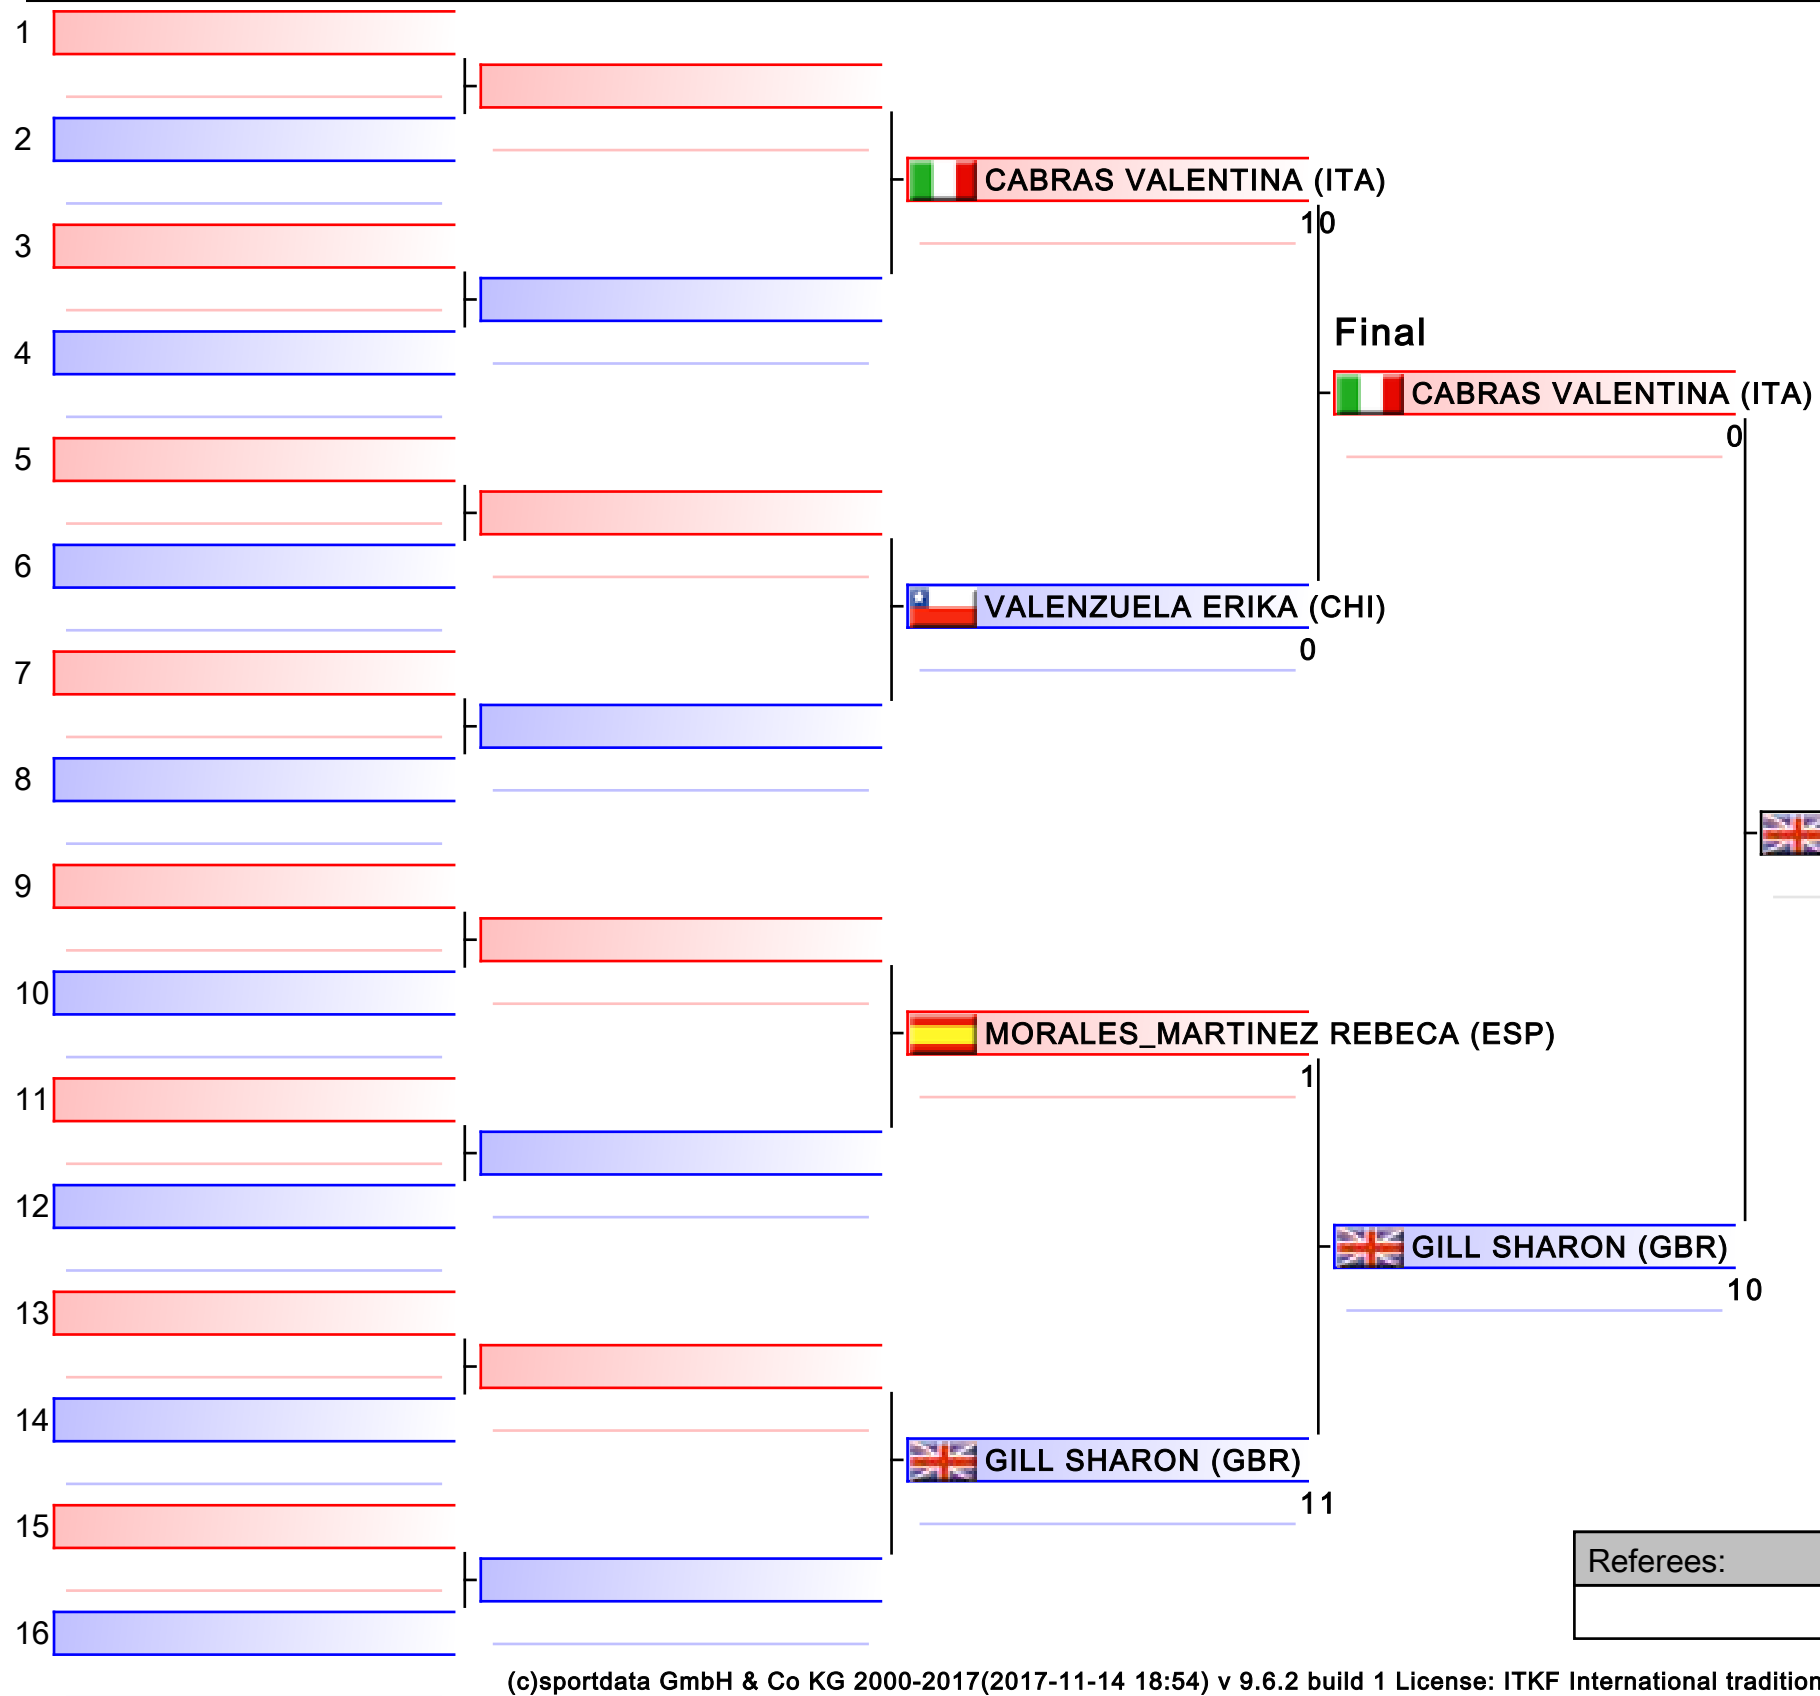 1
2
CABRAS VALENTINA (ITA)
10
3
Final
4
CABRAS VALENTINA (ITA)
0
5
6
VALENZUELA ERIKA (CHI)
0
7
8
9
10
MORALES_MARTINEZ REBECA (ESP)
1
11
12
GILL SHARON (GBR)
10
13
14
GILL SHARON (GBR)
11
15
Referees:
16
(c)sportdata GmbH & Co KG 2000-2017(2017-11-14 18:54) v 9.6.2 build 1 License: ITKF International tradition